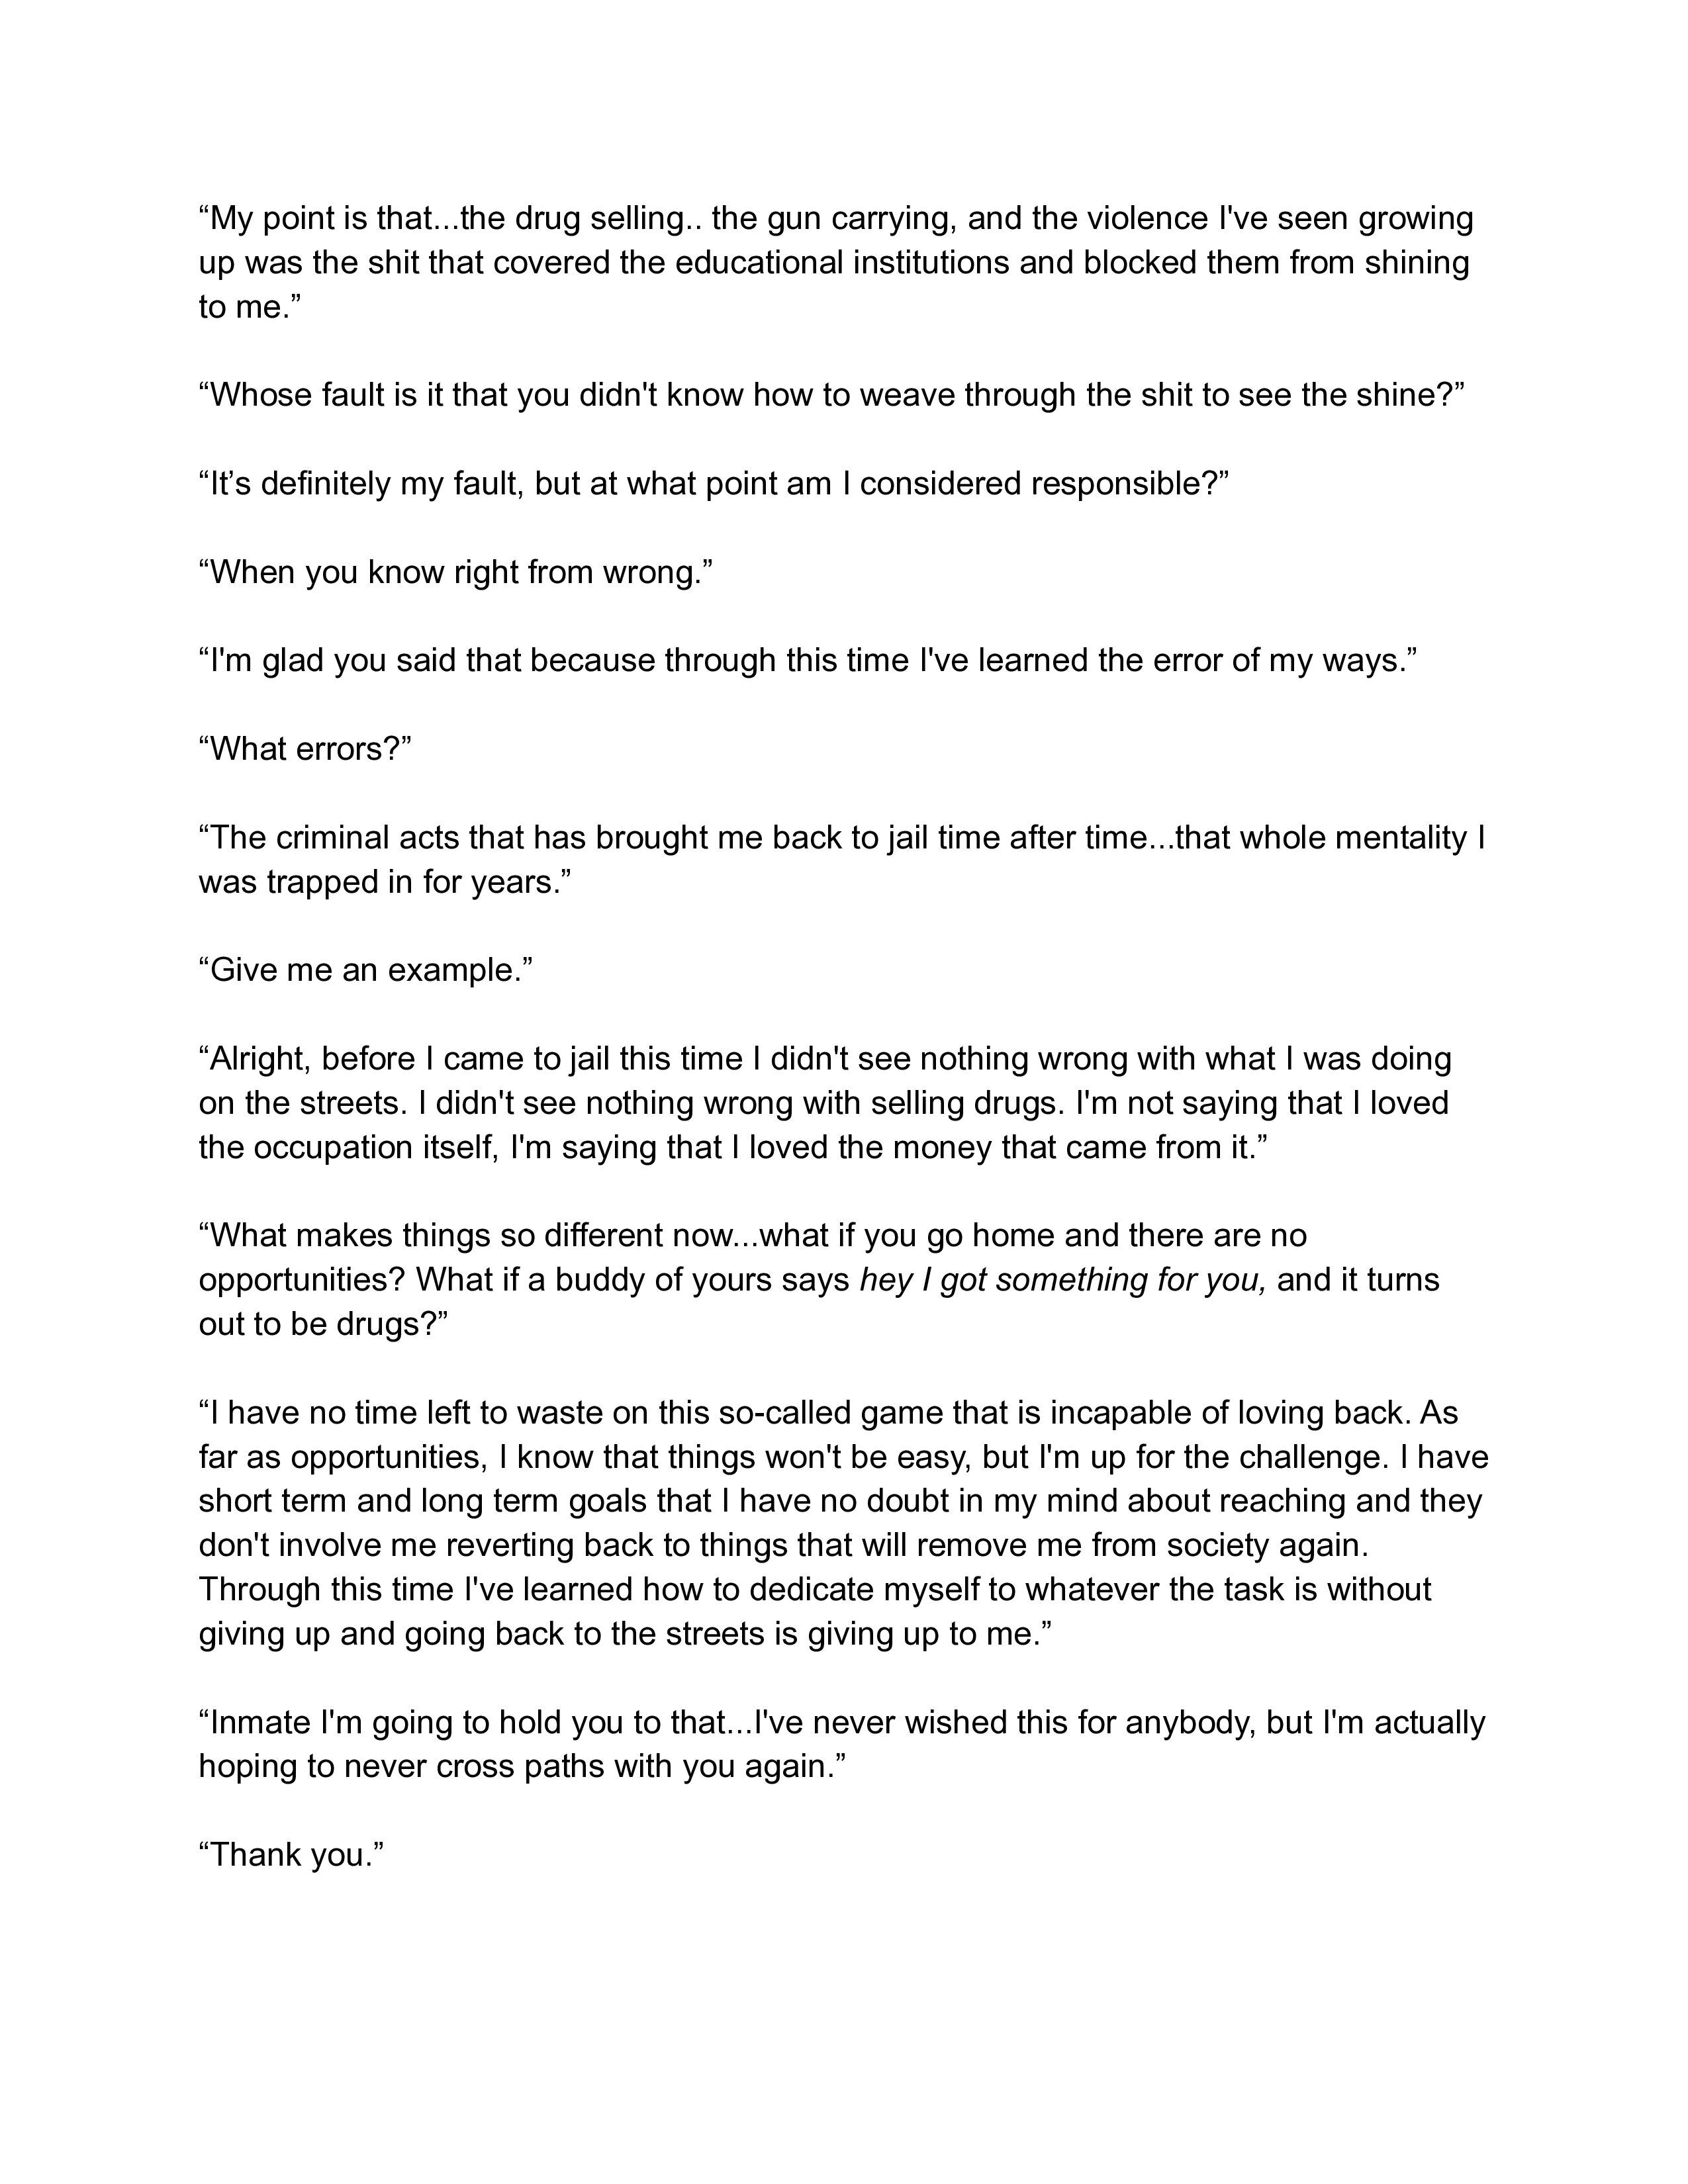 “My point is that...the drug selling.. the gun carrying, and the violence I've seen growing
up was the shit that covered the educational institutions and blocked them from shining
to me.”
“Whose fault is it that you didn't know how to weave through the shit to see the shine?”
“It’s definitely my fault, but at what point am I considered responsible?”
“When you know right from wrong.”
“I'm glad you said that because through this time I've learned the error of my ways.”
“What errors?”
“The criminal acts that has brought me back to jail time after time...that whole mentality I
was trapped in for years.”
“Give me an example.”
“Alright, before I came to jail this time I didn't see nothing wrong with what I was doing
on the streets. I didn't see nothing wrong with selling drugs. I'm not saying that I loved
the occupation itself, I'm saying that I loved the money that came from it.”
“What makes things so different now...what if you go home and there are no
opportunities? What if a buddy of yours says hey I got something for you, and it turns
out to be drugs?”
“I have no time left to waste on this so-called game that is incapable of loving back. As
far as opportunities, I know that things won't be easy, but I'm up for the challenge. I have
short term and long term goals that I have no doubt in my mind about reaching and they
don't involve me reverting back to things that will remove me from society again.
Through this time I've learned how to dedicate myself to whatever the task is without
giving up and going back to the streets is giving up to me.”
“Inmate I'm going to hold you to that...I've never wished this for anybody, but I'm actually
hoping to never cross paths with you again.”
“Thank you.”